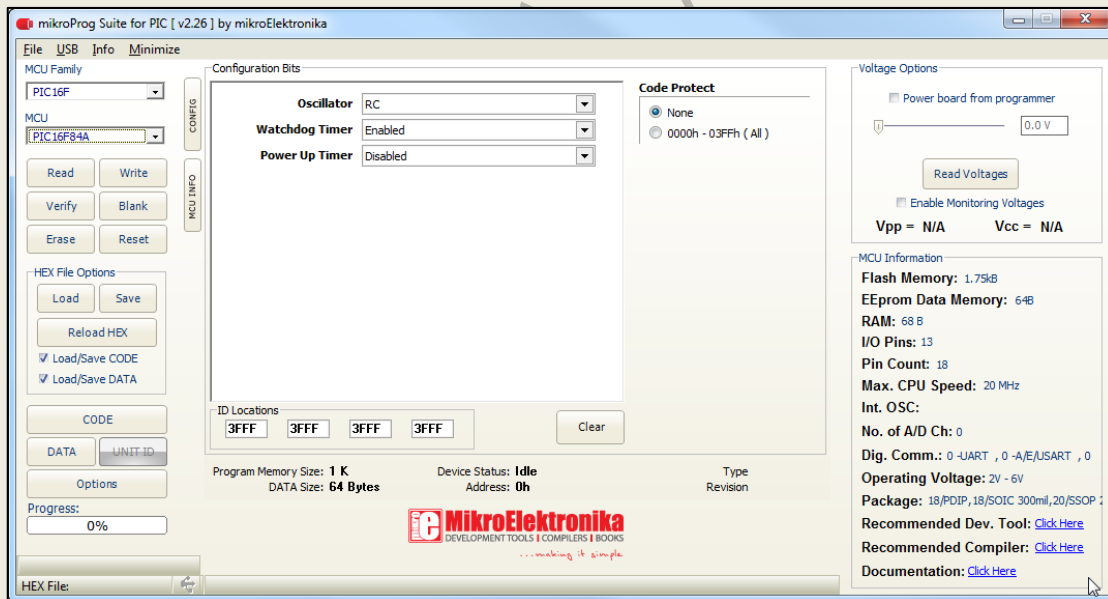 mikroProg Suite for PIC [ v2.26 ] by mikroElektronika
File USB Info Minimize
MCU Family
PIC16F
MCU
PIC16F84A
Read Write
Verify Blank
Erase Reset
HEX File Options
Load Save
Reload HEX
Load/Save CODE
Load/Save DATA
CODE
DATA UNIT ID
Options
Progress:
0%
HEX File:
CONFIG
MCU INFO
Configuration Bits
Oscillator RC
Watchdog Timer Enabled
Power Up Timer Disabled
Code Protect
None
0000h - 03FFh ( All )
ID Locations
3FFF 3FFF 3FFF 3FFF
Clear
Program Memory Size: 1 K Device Status: Idle Type
DATA Size: 64 Bytes Address: 0h Revision
MikroElektronika
DEVELOPMENT TOOLS | COMPILERS | BOOKS
...making it simple
Voltage Options
Power board from programmer
0.0 V
Read Voltages
Enable Monitoring Voltages
Vpp = N/A Vcc = N/A
MCU Information
Flash Memory: 1.75kB
EEprom Data Memory: 64B
RAM: 68 B
I/O Pins: 13
Pin Count: 18
Max. CPU Speed: 20 MHz
Int. OSC:
No. of A/D Ch: 0
Dig. Comm.: 0 -UART , 0 -A/E/USART , 0
Operating Voltage: 2V - 6V
Package: 18/PDIP,18/SOIC 300mil,20/SSOP 2
Recommended Dev. Tool: Click Here
Recommended Compiler: Click Here
Documentation: Click Here